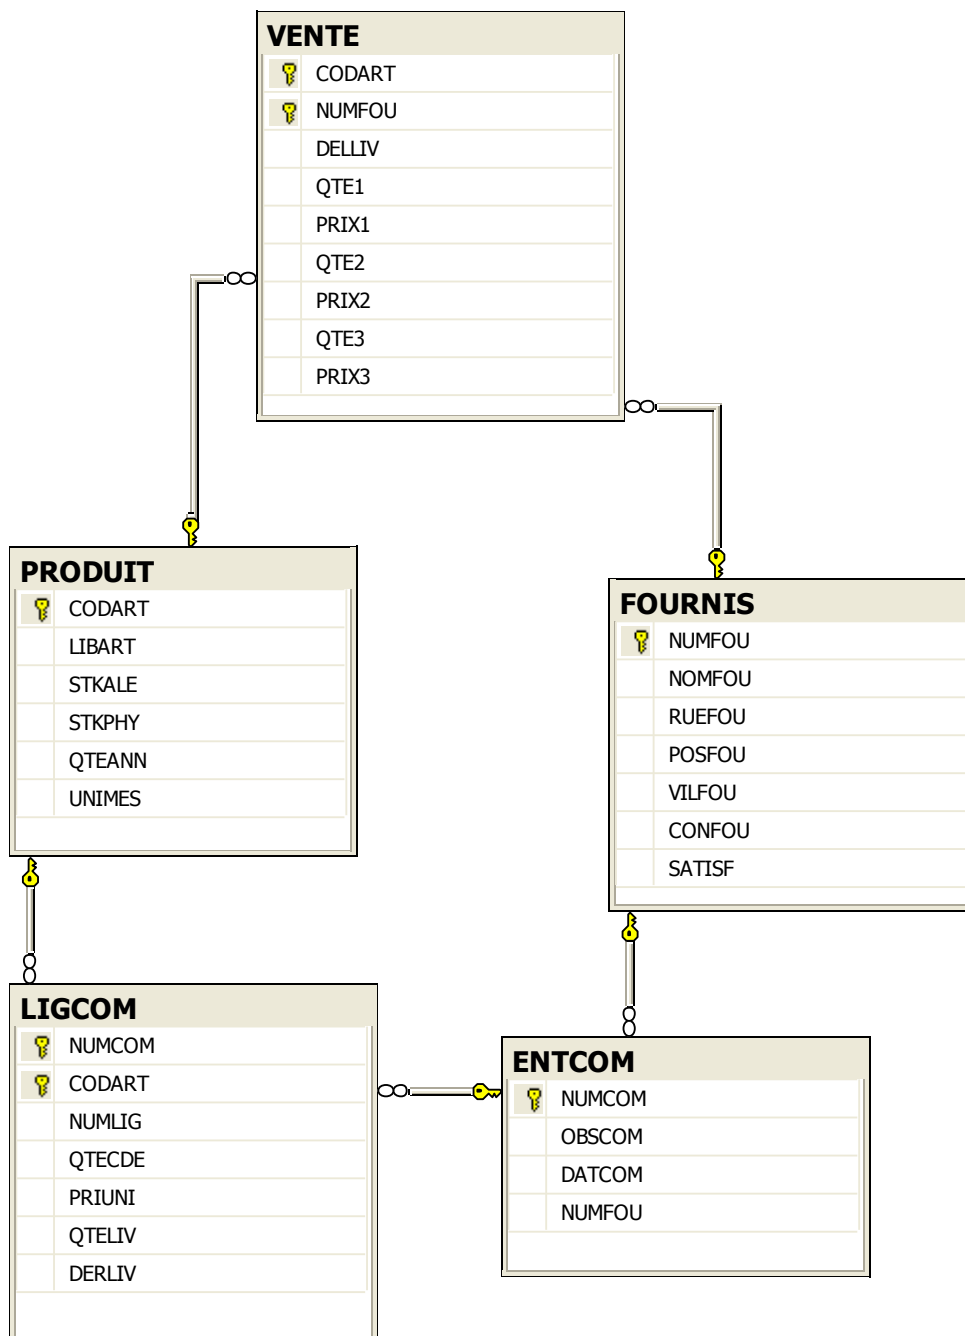 VENTE
CODART
NUMFOU
DELLIV
QTE1
PRIX1
QTE2
PRIX2
QTE3
PRIX3
PRODUIT
CODART
LIBART
STKALE
STKPHY
QTEANN
UNIMES
FOURNIS
NUMFOU
NOMFOU
RUEFOU
POSFOU
VILFOU
CONFOU
SATISF
LIGCOM
NUMCOM
CODART
NUMLIG
QTECDE
PRIUNI
QTELIV
DERLIV
ENTCOM
NUMCOM
OBSCOM
DATCOM
NUMFOU